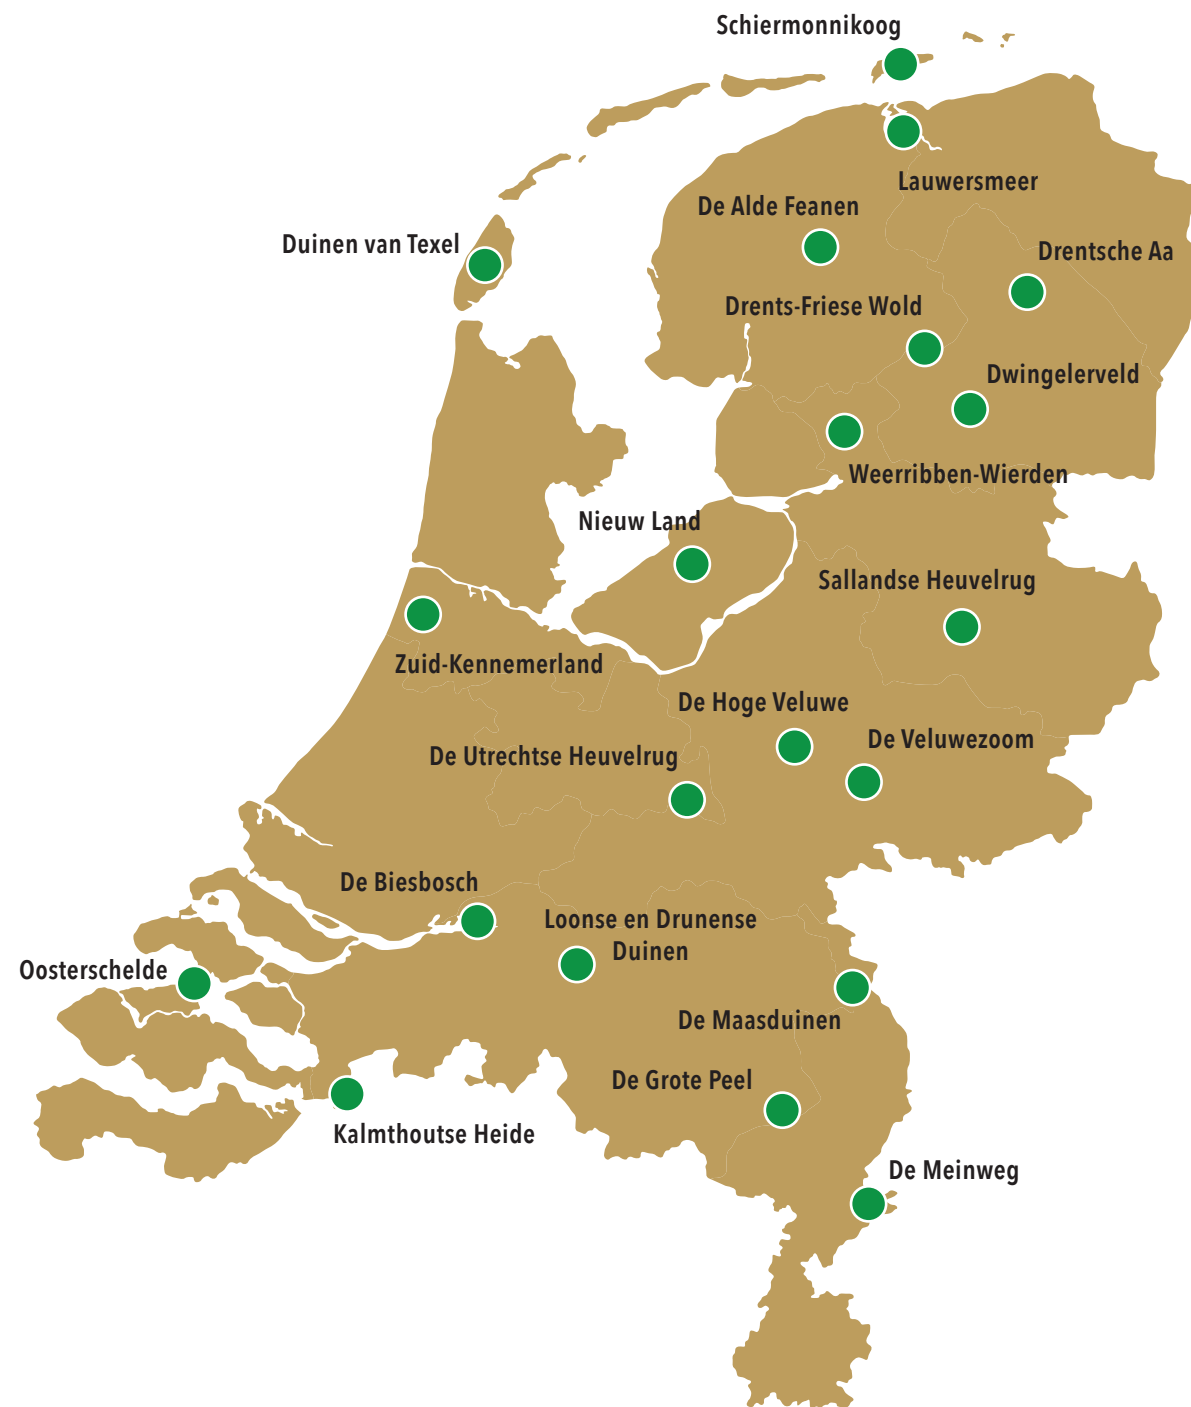 Schiermonnikoog
Lauwersmeer
De Alde Feanen
Duinen van Texel
Drentsche Aa
Drents-Friese Wold
Dwingelerveld
Weerribben-Wierden
Nieuw Land
Sallandse Heuvelrug
Zuid-Kennemerland
De Hoge Veluwe
De Veluwezoom
De Utrechtse Heuvelrug
De Biesbosch
Loonse en Drunense
Duinen
Oosterschelde
De Maasduinen
De Grote Peel
Kalmthoutse Heide
De Meinweg